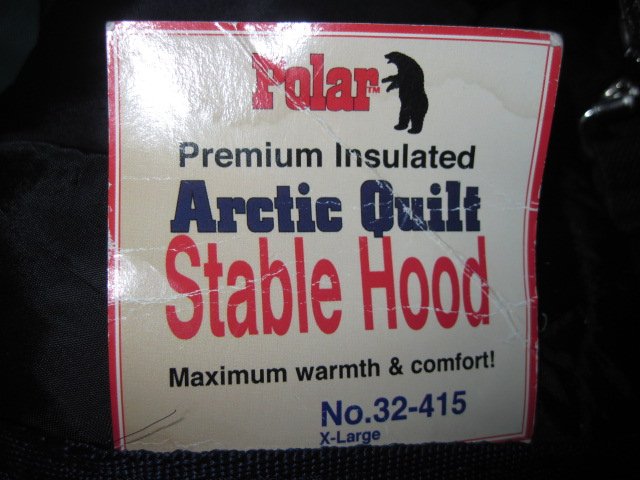 Polar™
Premium Insulated
Arctic Quilt
Stable Hood
Maximum warmth & comfort!
No.32-415
X-Large